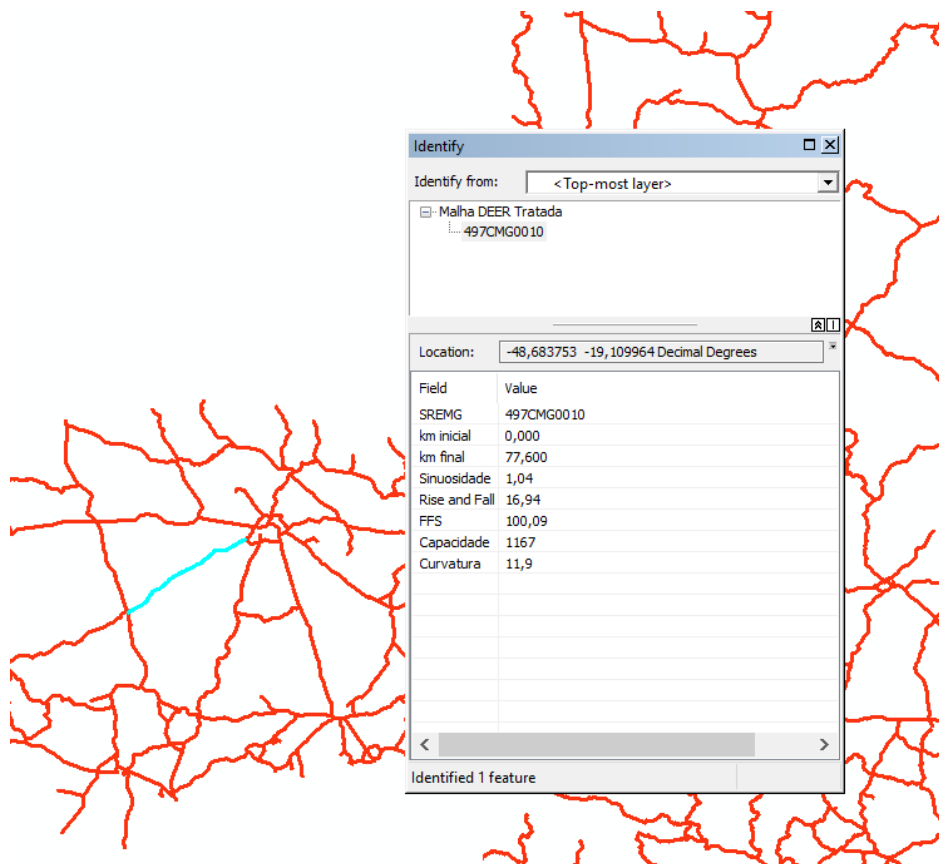 Identify
Identify from: <Top-most layer>
Malha DEER Tratada
497CMG0010
Location: -48,683753 -19,109964 Decimal Degrees
Field Value
SREMG 497CMG0010
km inicial 0,000
km final 77,600
Sinuosidade 1,04
Rise and Fall 16,94
FFS 100,09
Capacidade 1167
Curvatura 11,9
Identified 1 feature